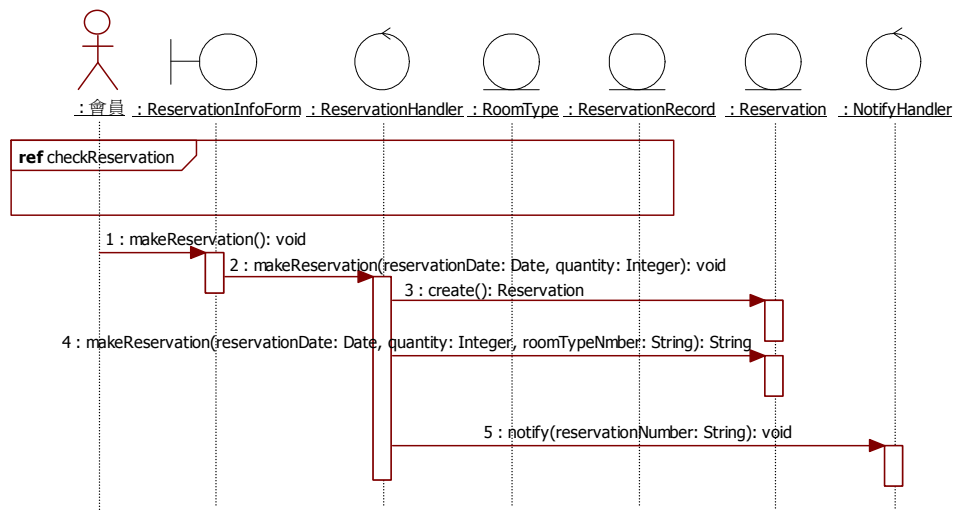 : 會員
: ReservationInfoForm
: ReservationHandler
: RoomType
: ReservationRecord
: Reservation
: NotifyHandler
ref checkReservation
1 : makeReservation(): void
2 : makeReservation(reservationDate: Date, quantity: Integer): void
3 : create(): Reservation
4 : makeReservation(reservationDate: Date, quantity: Integer, roomTypeNmber: String): String
5 : notify(reservationNumber: String): void